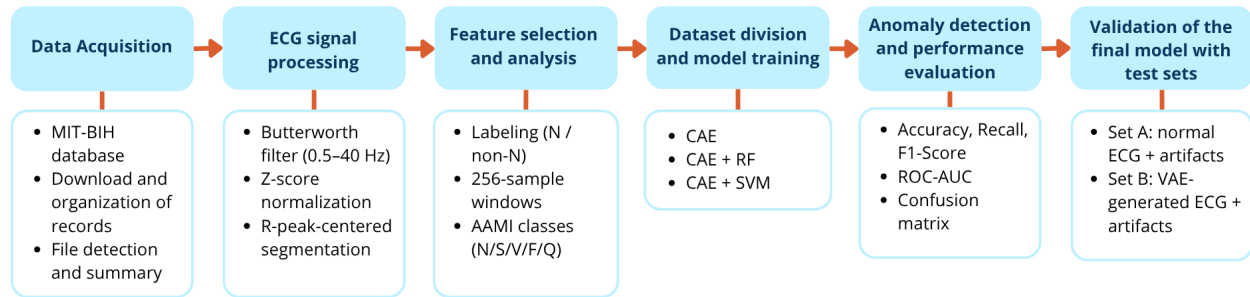 Data Acquisition
ECG signal
processing
Feature selection
and analysis
Dataset division
and model training
Anomaly detection
and performance
evaluation
Validation of the
final model with
test sets
• MIT-BIH
database
• Download and
organization of
records
• File detection
and summary
• Butterworth
filter (0.5–40 Hz)
• Z-score
normalization
• R-peak-centered
segmentation
• Labeling (N /
non-N)
• 256-sample
windows
• AAMI classes
(N/S/V/F/Q)
• CAE
• CAE + RF
• CAE + SVM
• Accuracy, Recall,
F1-Score
• ROC-AUC
• Confusion
matrix
• Set A: normal
ECG + artifacts
• Set B: VAE-
generated ECG +
artifacts